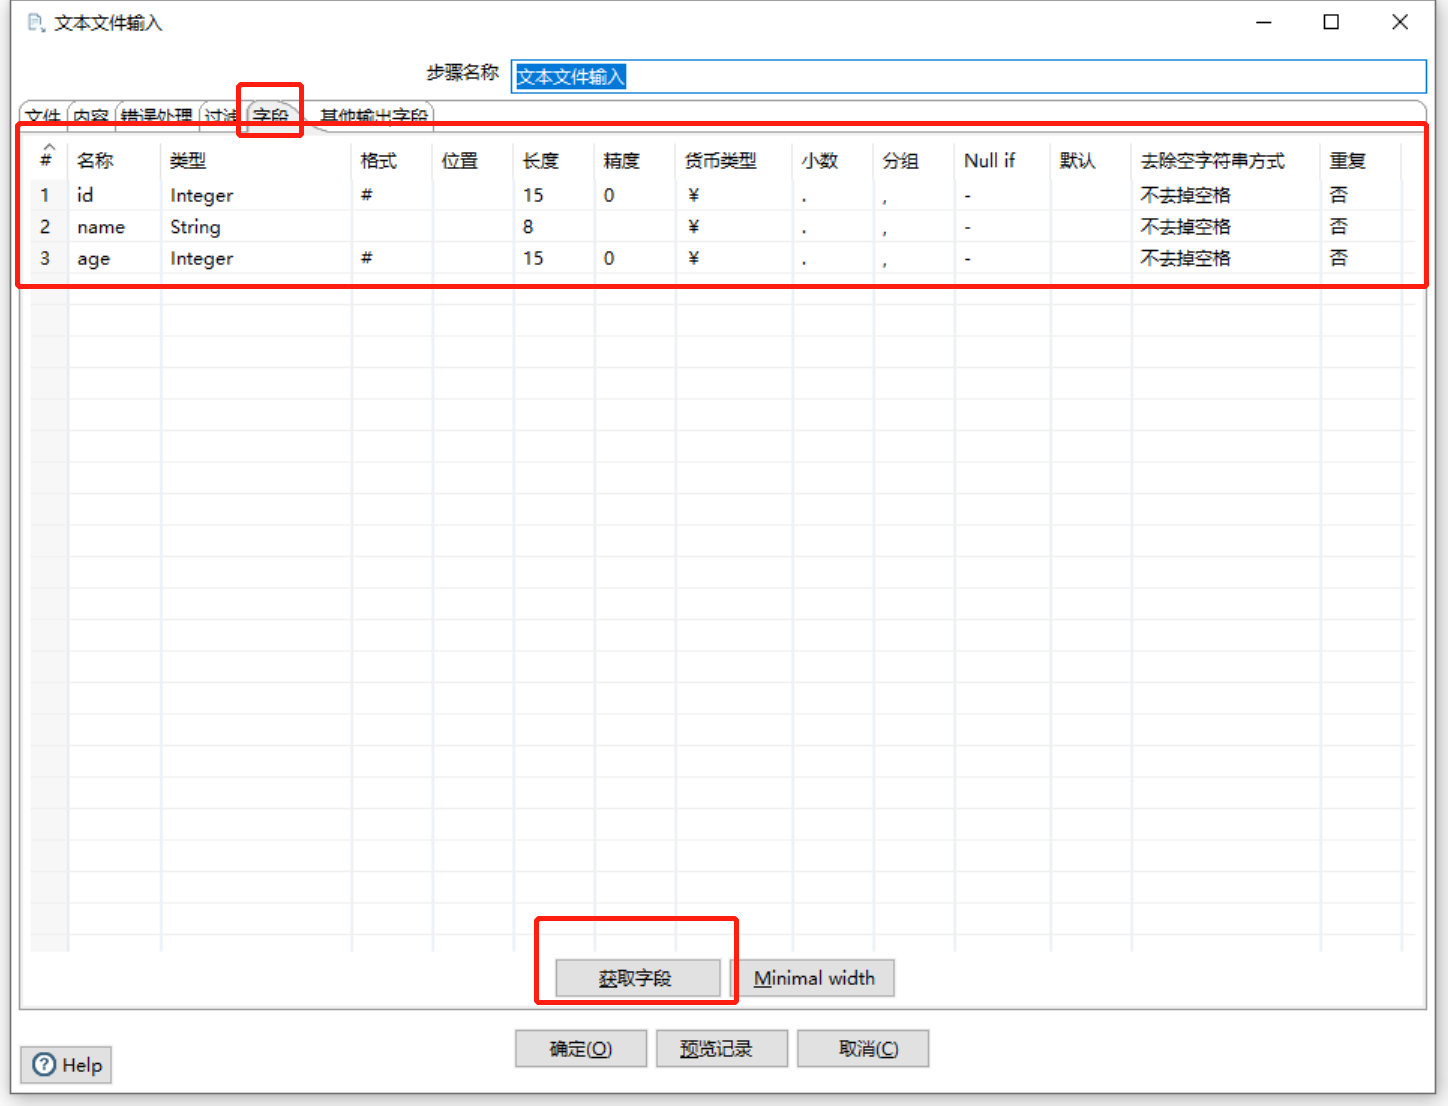 文本文件输入
步骤名称 文本文件输入
文件 内容 错误处理 过滤 字段 其他输出字段
# 名称 类型 格式 位置 长度 精度 货币类型 小数 分组 Null if 默认 去除空字符串方式 重复
1 id Integer # 15 0 ¥ . , - 不去掉空格 否
2 name String 8 ¥ . , - 不去掉空格 否
3 age Integer # 15 0 ¥ . , - 不去掉空格 否
获取字段 Minimal width
确定(O) 预览记录 取消(C)
Help